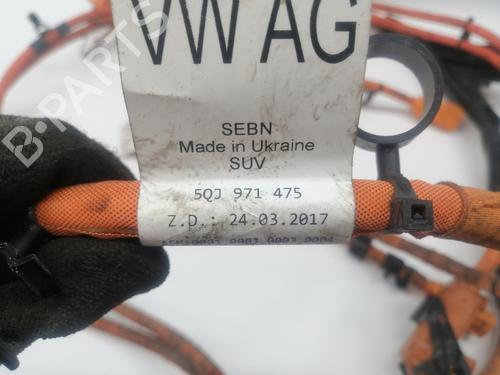 VW AG
SEBN
Made in Ukraine
SUV
5QJ 971 475
Z.D.: 24.03.2017
B-PARTS